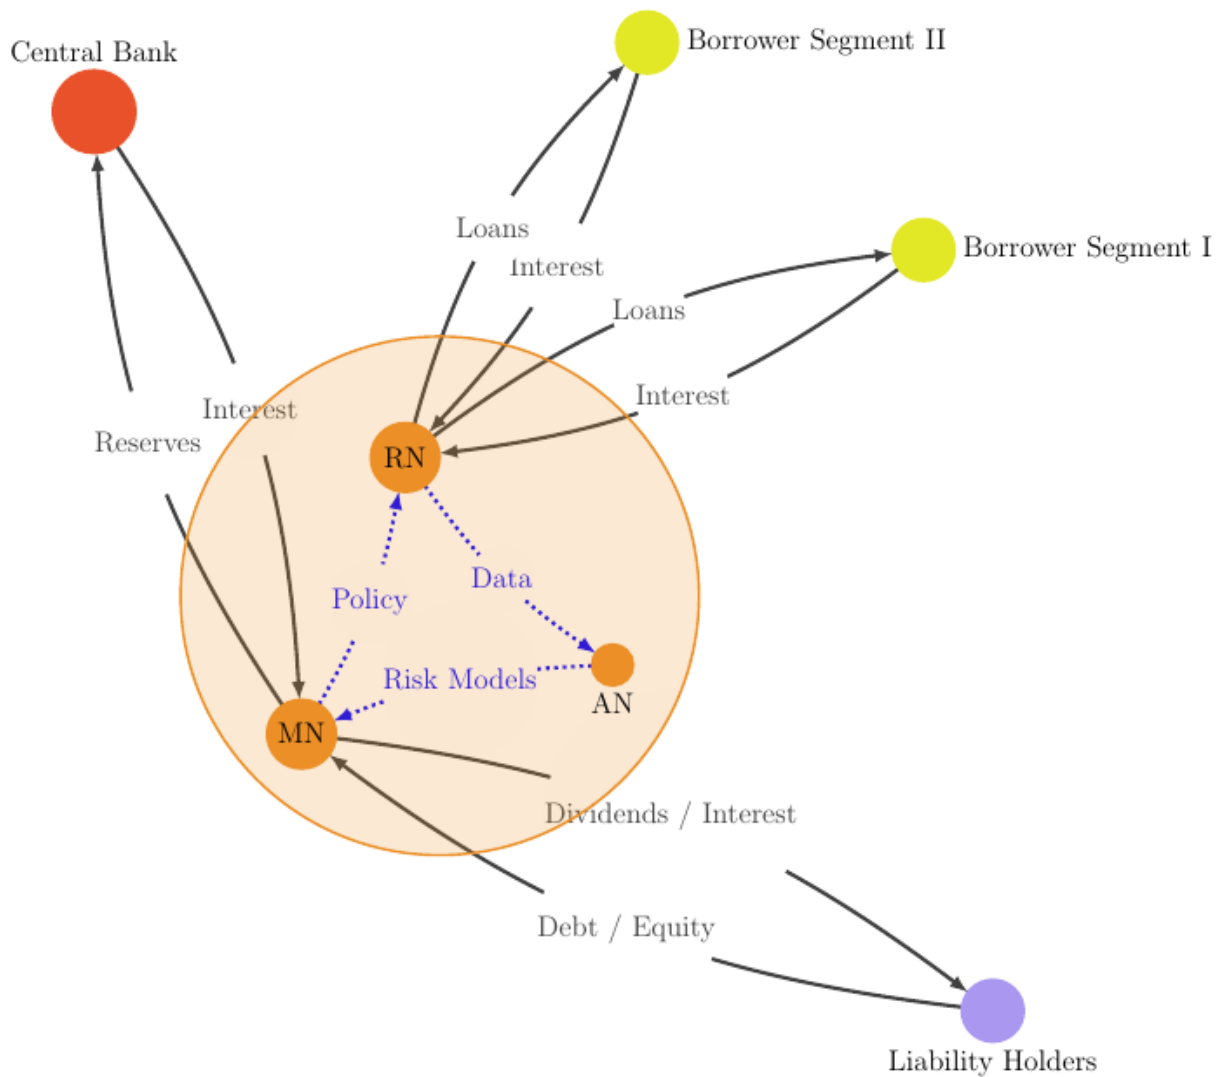 Central Bank
Borrower Segment II
Loans
Interest
Borrower Segment I
Loans
Interest
Interest
Reserves
RN
Data
Policy
Risk Models
AN
MN
Dividends / Interest
Debt / Equity
Liability Holders